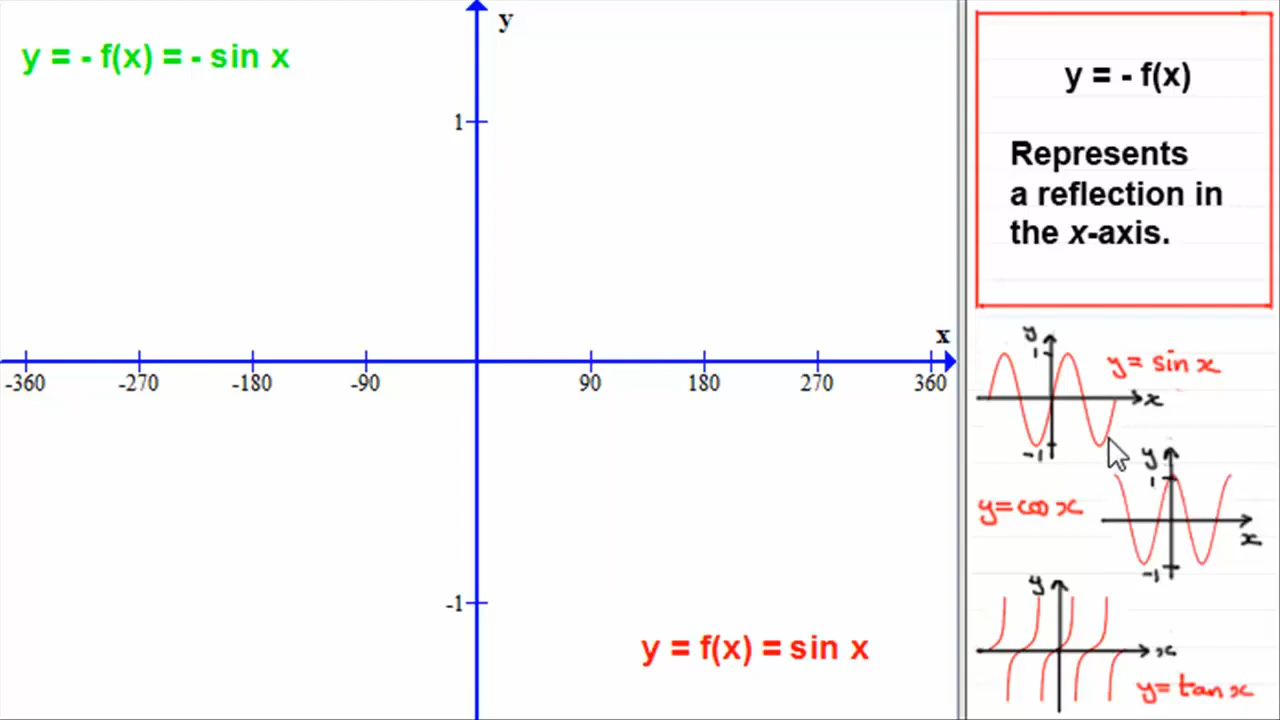 y = - f(x) = - sin x
y
1
x
-360 -270 -180 -90 90 180 270 360
-1
y = f(x) = sin x
y = - f(x)
Represents
a reflection in
the x-axis.
y
1
y = sin x
x
-1
y
1
y = cos x
x
-1
y
x
y = tan x